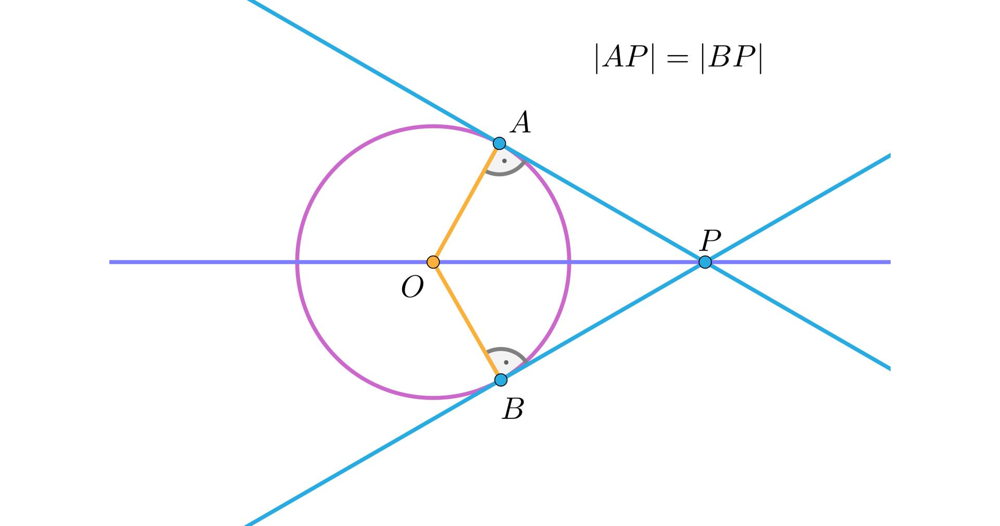 |AP| = |BP|
A
P
O
B